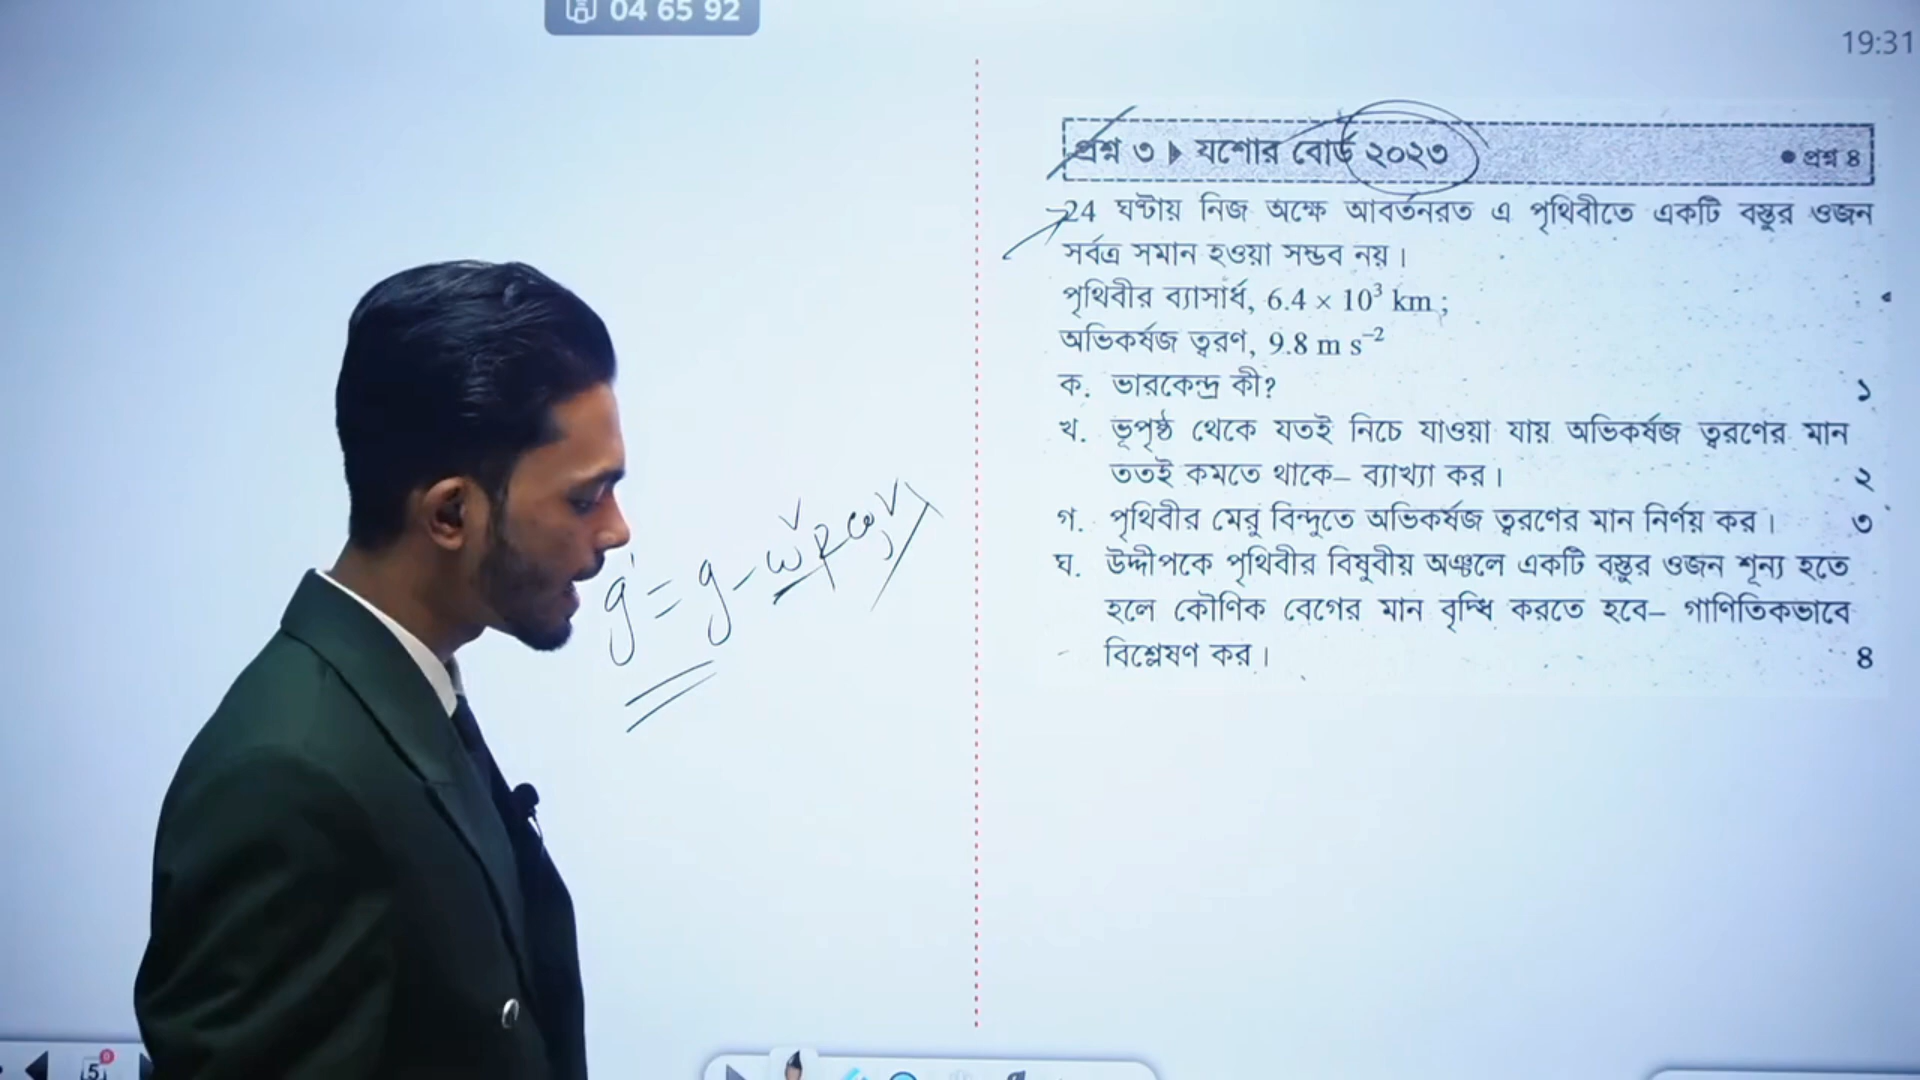 04 65 92
19:31
প্রশ্ন ৩ ▶ যশোর বোর্ড ২০২৩ ● প্রশ্ন ৪
24 ঘণ্টায় নিজ অক্ষে আবর্তনরত এ পৃথিবীতে একটি বস্তুর ওজন
সর্বত্র সমান হওয়া সম্ভব নয়।
পৃথিবীর ব্যাসার্ধ, 6.4 × 10³ km ;
অভিকর্ষজ ত্বরণ, 9.8 m s⁻²
ক. ভারকেন্দ্র কী? ১
খ. ভূপৃষ্ঠ থেকে যতই নিচে যাওয়া যায় অভিকর্ষজ ত্বরণের মান
ততই কমতে থাকে– ব্যাখ্যা কর। ২
গ. পৃথিবীর মেরু বিন্দুতে অভিকর্ষজ ত্বরণের মান নির্ণয় কর। ৩
ঘ. উদ্দীপকে পৃথিবীর বিষুবীয় অঞ্চলে একটি বস্তুর ওজন শূন্য হতে
হলে কৌণিক বেগের মান বৃদ্ধি করতে হবে– গাণিতিকভাবে
বিশ্লেষণ কর। ৪
g' = g – ω R
5
0